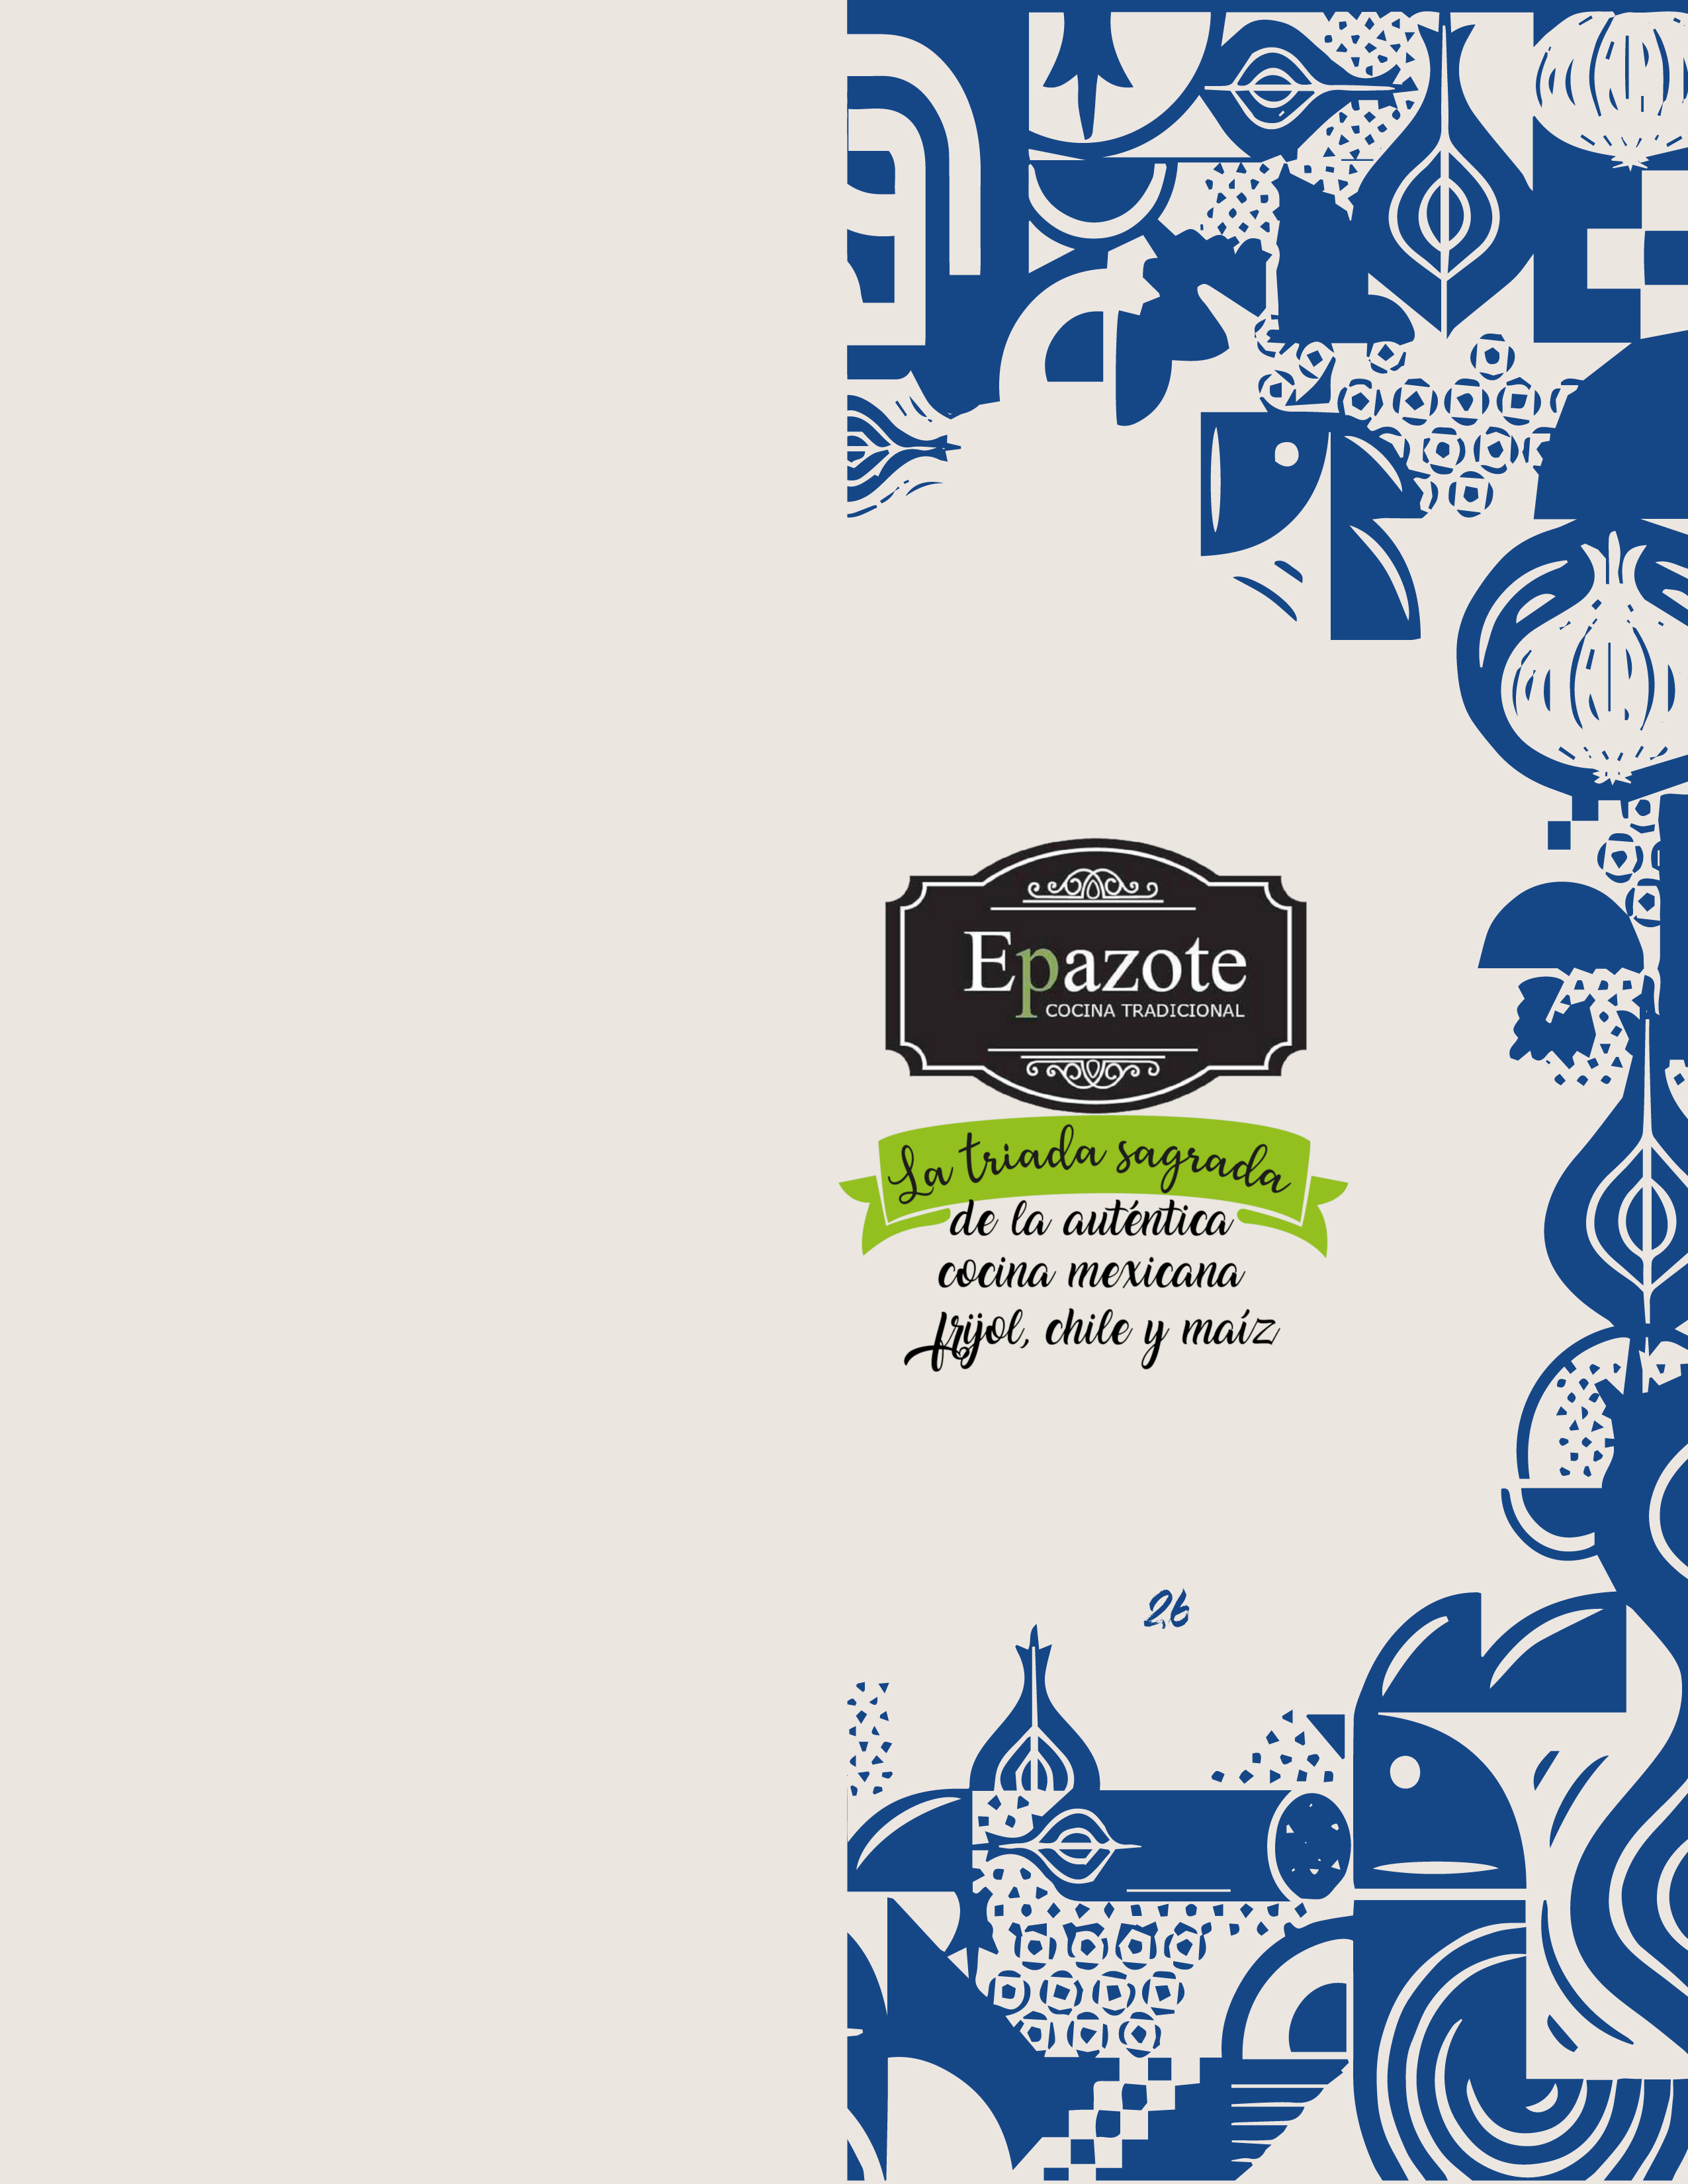 Epazote
COCINA TRADICIONAL
La triada sagrada
de la auténtica
cocina mexicana
frijol, chile y maíz
26